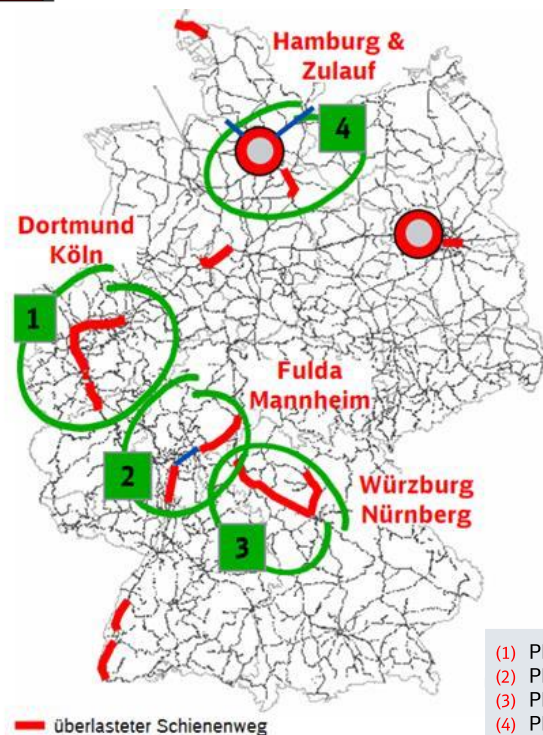 Hamburg &
Zulauf
4
Dortmund
Köln
1
Fulda
Mannheim
2
Würzburg
Nürnberg
3
überlasteter Schienenweg
(1)
(2)
(3)
(4)